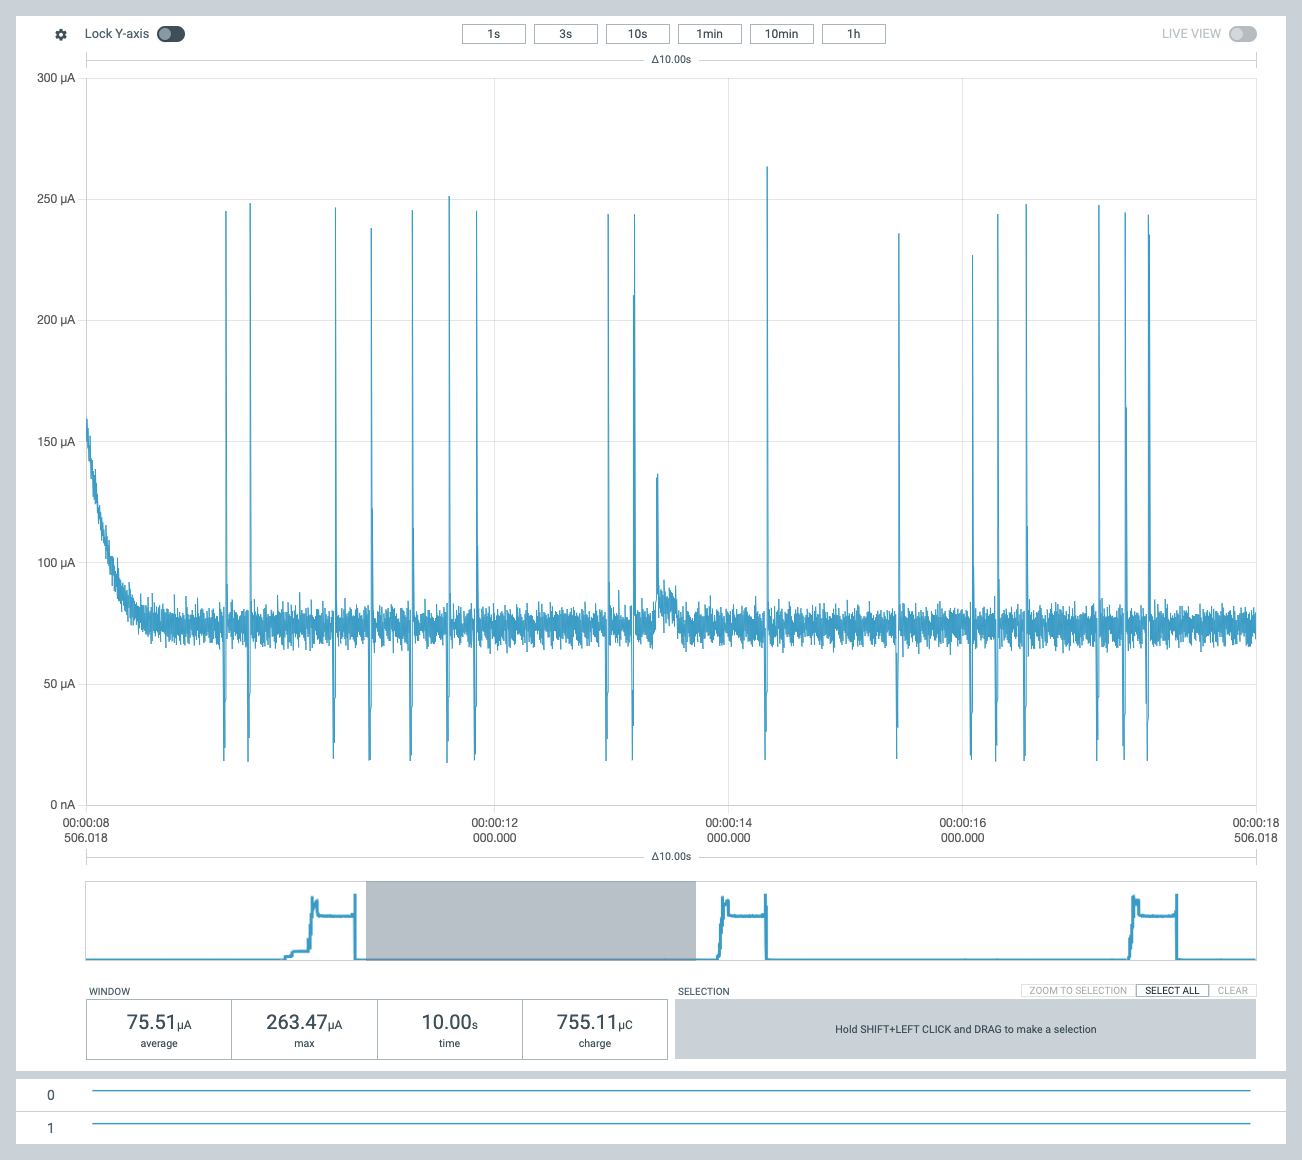 Lock Y-axis
1s
3s
10s
1min
10min
1h
LIVE VIEW
Δ10.00s
300 µA
250 µA
200 µA
150 µA
100 µA
50 µA
0 nA
00:00:08
506.018
00:00:12
000.000
00:00:14
000.000
00:00:16
000.000
00:00:18
506.018
Δ10.00s
WINDOW
75.51µA
average
263.47µA
max
10.00s
time
755.11µC
charge
SELECTION
ZOOM TO SELECTION
SELECT ALL
CLEAR
Hold SHIFT+LEFT CLICK and DRAG to make a selection
0
1